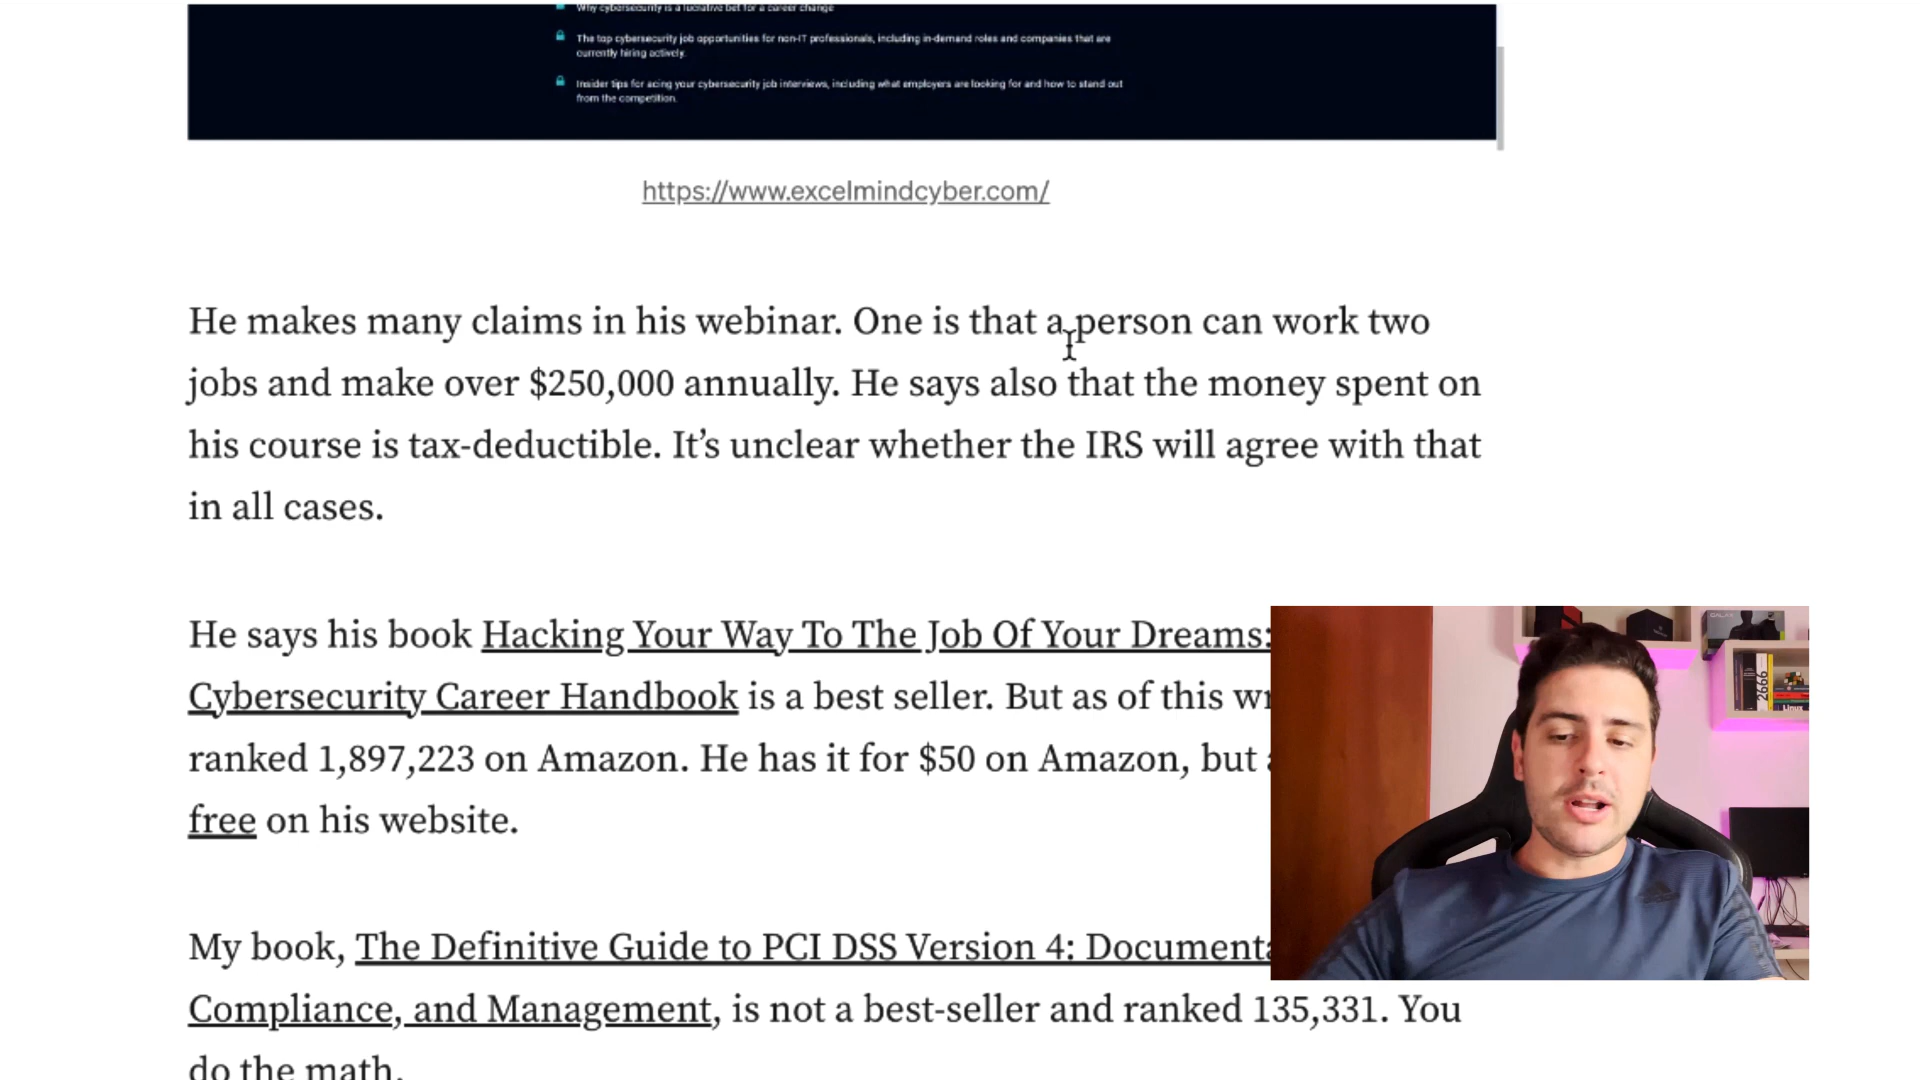 Why cybersecurity is a lucrative bet for a career change
The top cybersecurity job opportunities for non-IT professionals, including in-demand roles and companies that are
currently hiring actively.
Insider tips for acing your cybersecurity job interviews, including what employers are looking for and how to stand out
from the competition.
https://www.excelmindcyber.com/
He makes many claims in his webinar. One is that a person can work two
jobs and make over $250,000 annually. He says also that the money spent on
his course is tax-deductible. It’s unclear whether the IRS will agree with that
in all cases.
He says his book Hacking Your Way To The Job Of Your Dreams:
Cybersecurity Career Handbook is a best seller. But as of this
ranked 1,897,223 on Amazon. He has it for $50 on Amazon, but
free on his website.
My book, The Definitive Guide to PCI DSS Version 4:
Compliance, and Management, is not a best-seller and ranked 135,331. You
do the math.
2666
Linux